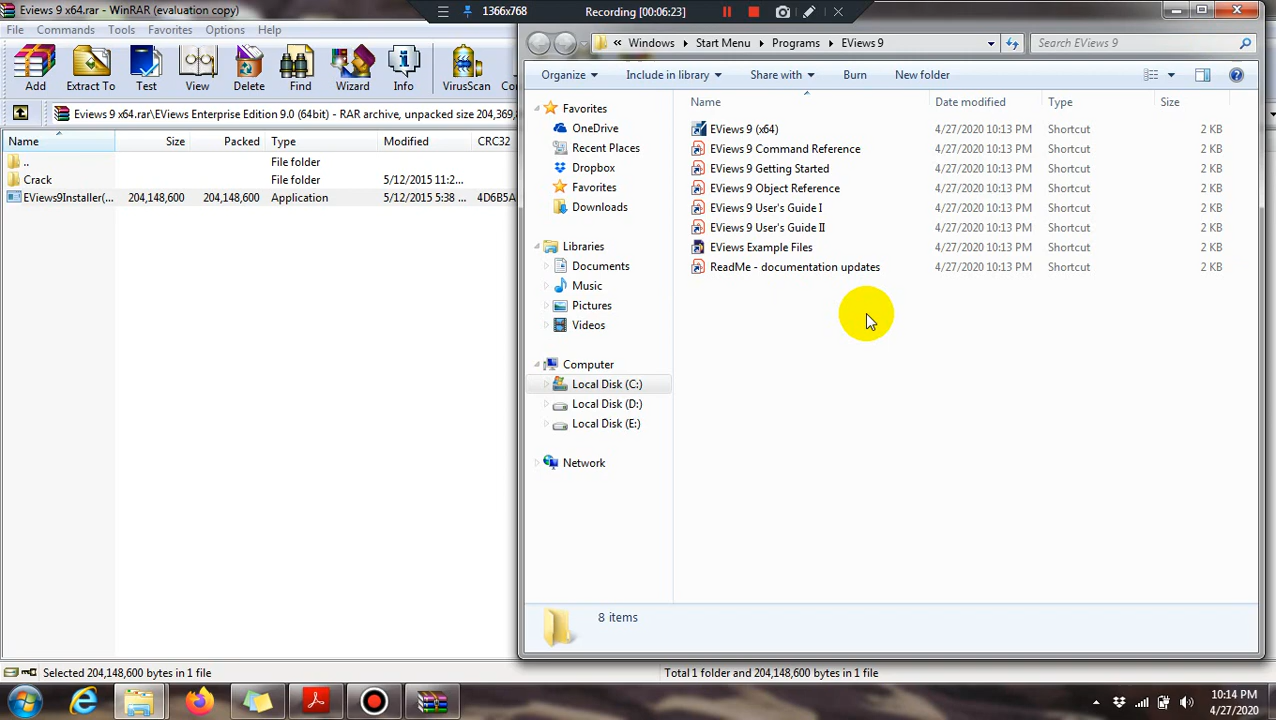 Eviews 9 x64.rar - WinRAR (evaluation copy)
1366x768 Recording [00:06:23]
File Commands Tools Favorites Options Help
Add Extract To Test View Delete Find Wizard Info VirusScan
Eviews 9 x64.rar\EViews Enterprise Edition 9.0 (64bit) - RAR archive, unpacked size 204,369,
Name Size Packed Type Modified CRC32
.. File folder
Crack File folder 5/12/2015 11:2...
EViews9Installer(... 204,148,600 204,148,600 Application 5/12/2015 5:38 ... 4D6B5A
Selected 204,148,600 bytes in 1 file
Total 1 folder and 204,148,600 bytes in 1 file
« Windows Start Menu Programs EViews 9
Search EViews 9
Organize Include in library Share with Burn New folder
Favorites
OneDrive
Recent Places
Dropbox
Favorites
Downloads
Libraries
Documents
Music
Pictures
Videos
Computer
Local Disk (C:)
Local Disk (D:)
Local Disk (E:)
Network
Name Date modified Type Size
EViews 9 (x64) 4/27/2020 10:13 PM Shortcut 2 KB
EViews 9 Command Reference 4/27/2020 10:13 PM Shortcut 2 KB
EViews 9 Getting Started 4/27/2020 10:13 PM Shortcut 2 KB
EViews 9 Object Reference 4/27/2020 10:13 PM Shortcut 2 KB
EViews 9 User's Guide I 4/27/2020 10:13 PM Shortcut 2 KB
EViews 9 User's Guide II 4/27/2020 10:13 PM Shortcut 2 KB
EViews Example Files 4/27/2020 10:13 PM Shortcut 2 KB
ReadMe - documentation updates 4/27/2020 10:13 PM Shortcut 2 KB
8 items
10:14 PM
4/27/2020